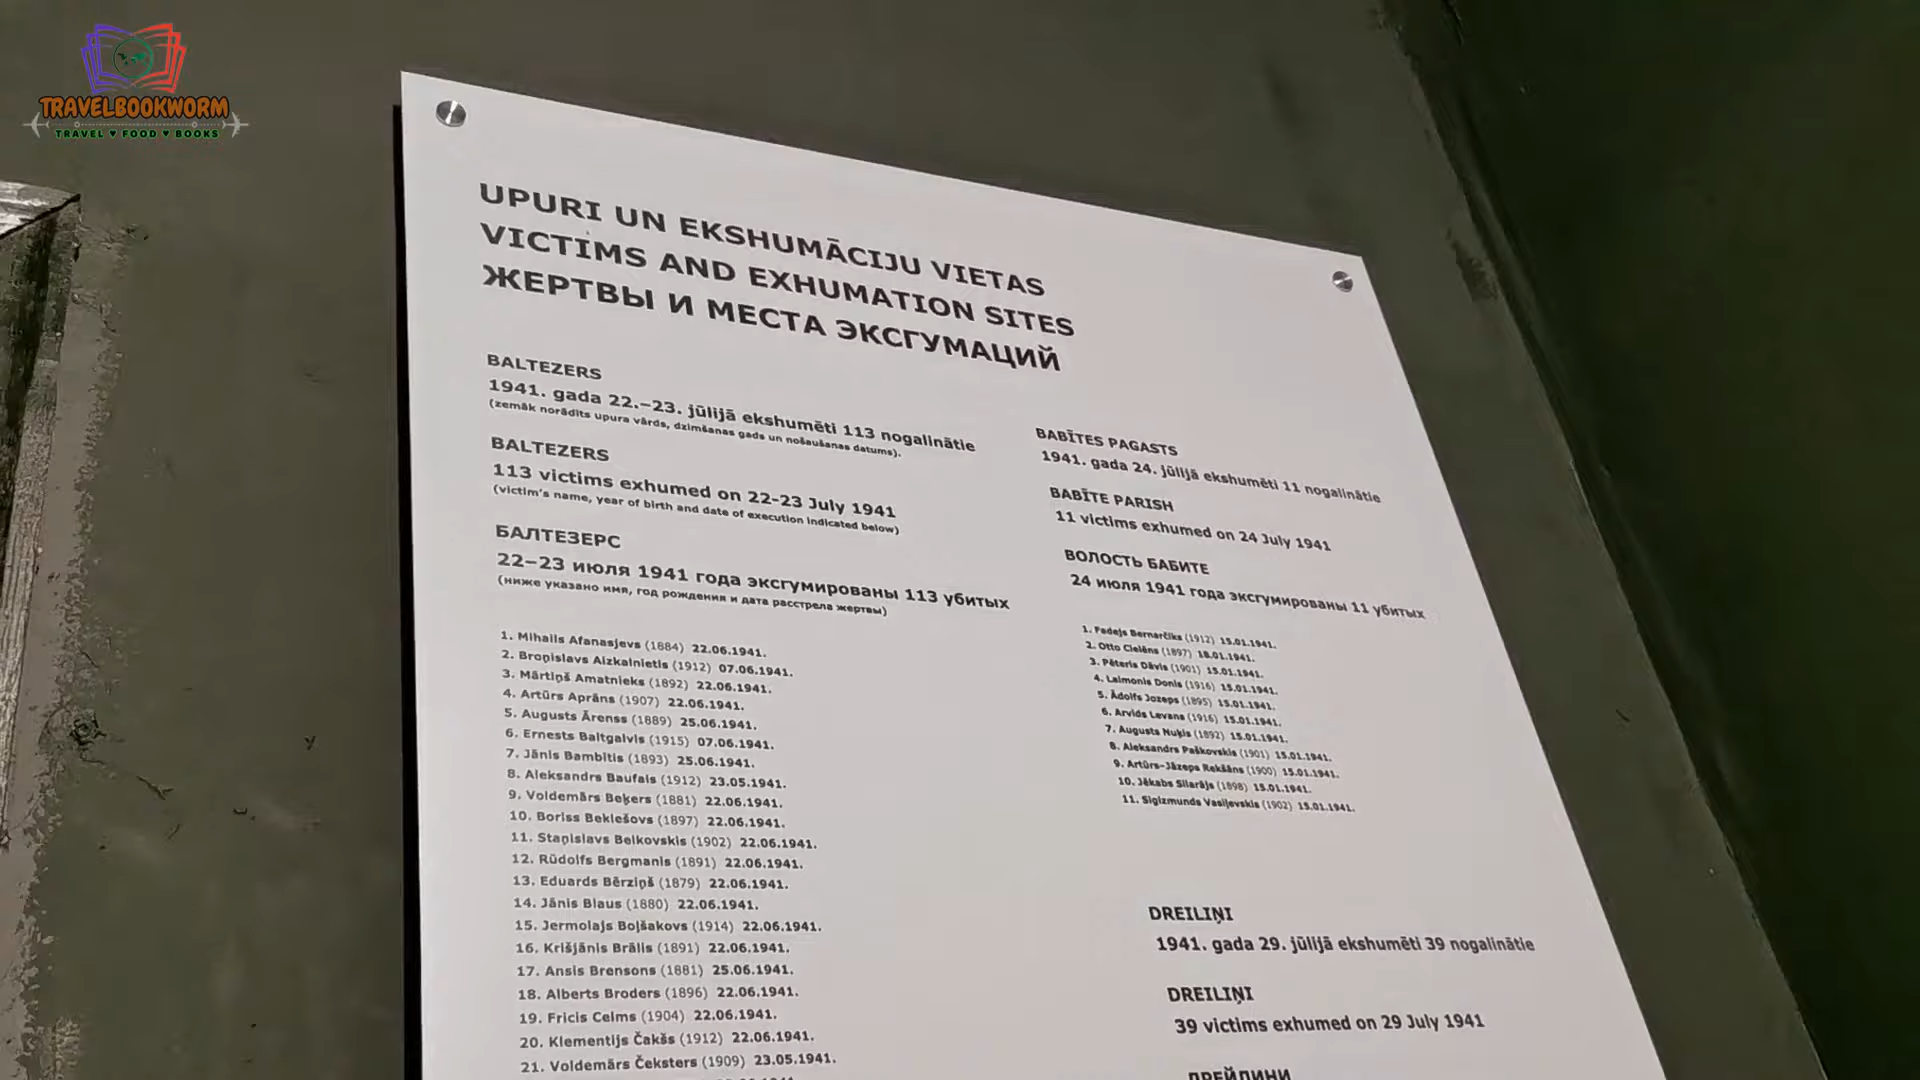 TRAVELBOOKWORM
TRAVEL ♥ FOOD ♥ BOOKS
UPURI UN EKSHUMĀCIJU VIETAS
VICTIMS AND EXHUMATION SITES
ЖЕРТВЫ И МЕСТА ЭКСГУМАЦИЙ
BALTEZERS
1941. gada 22.–23. jūlijā ekshumēti 113 nogalinātie
(zemāk norādīts upura vārds, dzimšanas gads un nošaušanas datums).
BALTEZERS
113 victims exhumed on 22-23 July 1941
(victim's name, year of birth and date of execution indicated below)
БАЛТЕЗЕРС
22–23 июля 1941 года эксгумированы 113 убитых
(ниже указано имя, год рождения и дата расстрела жертвы)
1. Mihails Afanasjevs (1884) 22.06.1941.
2. Broņislavs Aizkalnietis (1912) 07.06.1941.
3. Mārtiņš Amatnieks (1892) 22.06.1941.
4. Artūrs Aprāns (1907) 22.06.1941.
5. Augusts Ārenss (1889) 25.06.1941.
6. Ernests Baltgalvis (1915) 07.06.1941.
7. Jānis Bambītis (1893) 25.06.1941.
8. Aleksandrs Baufals (1912) 23.05.1941.
9. Voldemārs Beķers (1881) 22.06.1941.
10. Boriss Beklešovs (1897) 22.06.1941.
11. Staņislavs Belkovskis (1902) 22.06.1941.
12. Rūdolfs Bergmanis (1891) 22.06.1941.
13. Eduards Bērziņš (1879) 22.06.1941.
14. Jānis Blaus (1880) 22.06.1941.
15. Jermolajs Boļšakovs (1914) 22.06.1941.
16. Krišjānis Brālis (1891) 22.06.1941.
17. Ansis Brensons (1881) 25.06.1941.
18. Alberts Broders (1896) 22.06.1941.
19. Fricis Celms (1904) 22.06.1941.
20. Klementijs Čakšs (1912) 22.06.1941.
21. Voldemārs Čeksters (1909) 23.05.1941.
BABĪTES PAGASTS
1941. gada 24. jūlijā ekshumēti 11 nogalinātie
BABĪTE PARISH
11 victims exhumed on 24 July 1941
ВОЛОСТЬ БАБИТЕ
24 июля 1941 года эксгумированы 11 убитых
1. Fadejs Bernarčiks (1912) 15.01.1941.
2. Otto Cielēns (1897) 18.01.1941.
3. Pēteris Dāvis (1901) 15.01.1941.
4. Laimonis Donis (1916) 15.01.1941.
5. Ādolfs Jozeps (1895) 15.01.1941.
6. Arvīds Levans (1916) 15.01.1941.
7. Augusts Nuķis (1892) 15.01.1941.
8. Aleksandrs Paškovskis (1901) 15.01.1941.
9. Artūrs-Jāzeps Rekšāns (1900) 15.01.1941.
10. Jēkabs Silarājs (1898) 15.01.1941.
11. Sigizmunds Vasiļevskis (1902) 15.01.1941.
DREILIŅI
1941. gada 29. jūlijā ekshumēti 39 nogalinātie
DREILIŅI
39 victims exhumed on 29 July 1941
ДРЕЙЛИНИ